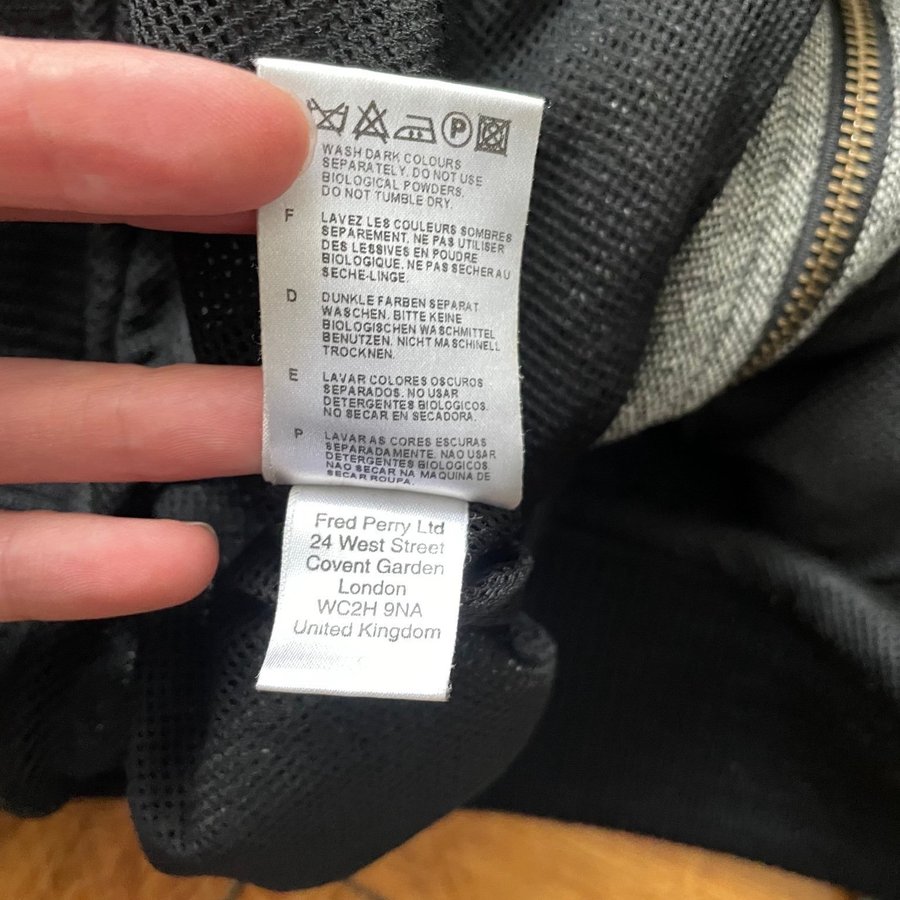 P
WASH DARK COLOURS
SEPARATELY. DO NOT USE
BIOLOGICAL POWDERS.
DO NOT TUMBLE DRY.
F LAVEZ LES COULEURS SOMBRES
SEPAREMENT. NE PAS UTILISER
DES LESSIVES EN POUDRE
BIOLOGIQUE. NE PAS SECHER AU
SECHE-LINGE.
D DUNKLE FARBEN SEPARAT
WASCHEN. BITTE KEINE
BIOLOGISCHEN WASCHMITTEL
BENUTZEN. NICHT MASCHINELL
TROCKNEN.
E LAVAR COLORES OSCUROS
SEPARADOS. NO USAR
DETERGENTES BIOLOGICOS.
NO SECAR EN SECADORA.
P LAVAR AS CORES ESCURAS
SEPARADAMENTE. NÃO USAR
DETERGENTES BIOLOGICOS.
NÃO SECAR NA MAQUINA DE
SECAR ROUPA.
Fred Perry Ltd
24 West Street
Covent Garden
London
WC2H 9NA
United Kingdom